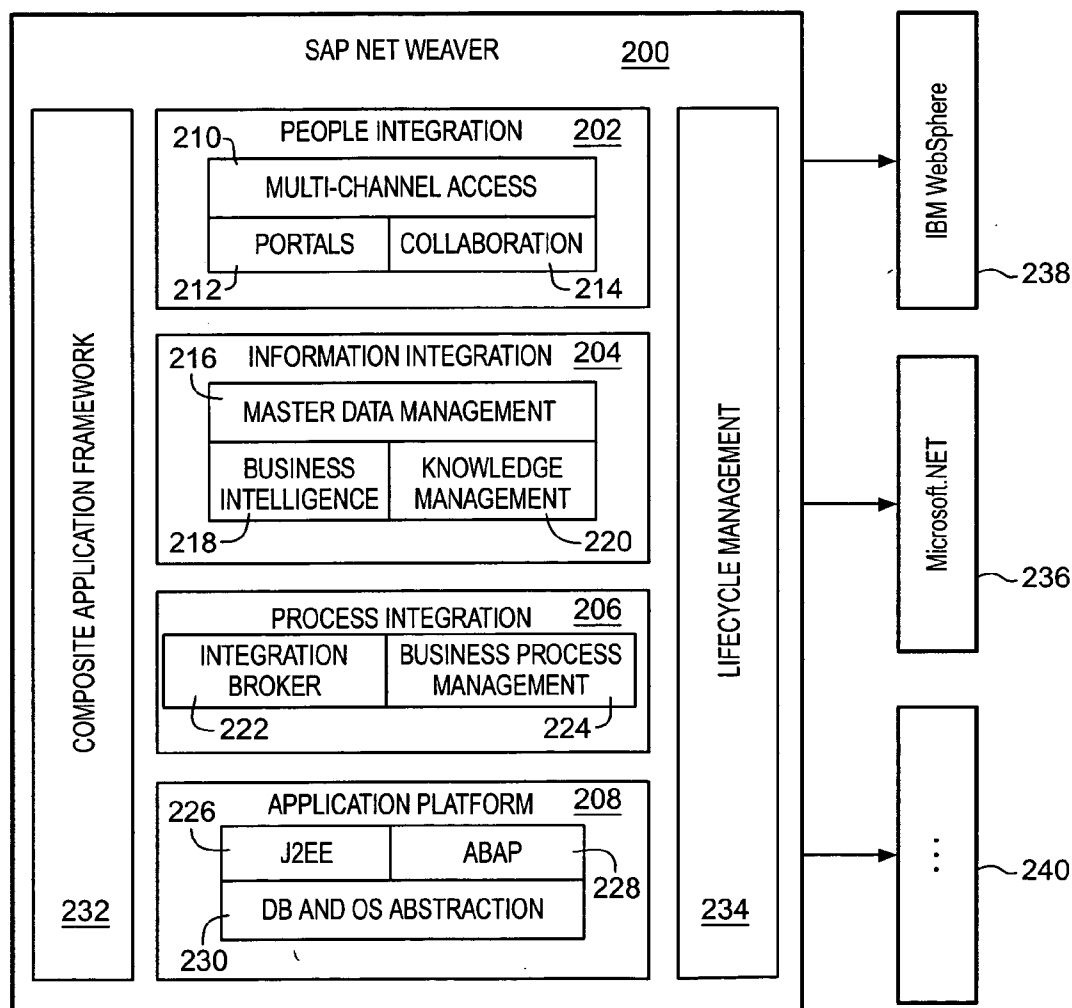 SAP NET WEAVER 200
COMPOSITE APPLICATION FRAMEWORK
232
PEOPLE INTEGRATION 202
210
MULTI-CHANNEL ACCESS
PORTALS COLLABORATION
212 214
INFORMATION INTEGRATION 204
216
MASTER DATA MANAGEMENT
BUSINESS INTELLIGENCE
KNOWLEDGE MANAGEMENT
218 220
PROCESS INTEGRATION 206
INTEGRATION BROKER
BUSINESS PROCESS MANAGEMENT
222 224
APPLICATION PLATFORM 208
226
J2EE ABAP
228
DB AND OS ABSTRACTION
230
LIFECYCLE MANAGEMENT
234
IBM WebSphere
238
Microsoft.NET
236
...
240